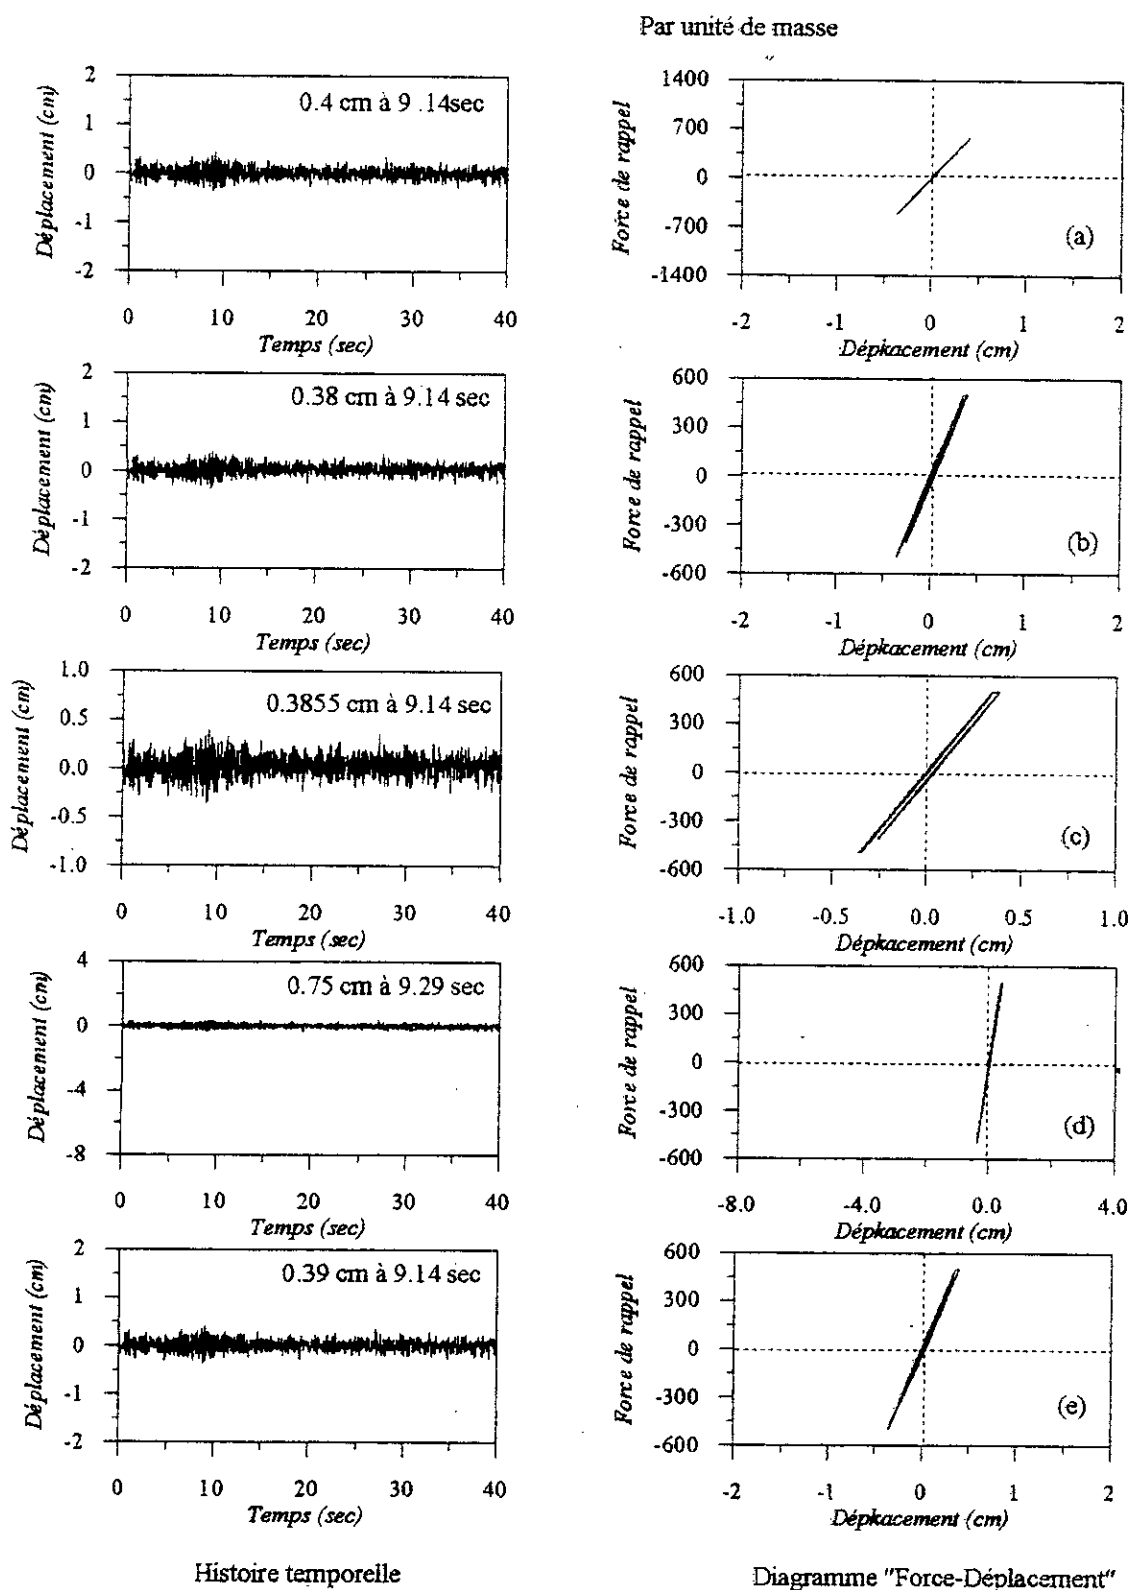 Par unité de masse
Déplacement (cm)
2
1
0
-1
-2
0.4 cm à 9 .14sec
0
10
20
30
40
Temps (sec)
Force de rappel
1400
700
0
-700
-1400
(a)
-2
-1
0
1
2
Dépkacement (cm)
Déplacement (cm)
2
1
0
-1
-2
0.38 cm à 9.14 sec
0
10
20
30
40
Temps (sec)
Force de rappel
600
300
0
-300
-600
(b)
-2
-1
0
1
2
Dépkacement (cm)
Déplacement (cm)
1.0
0.5
0.0
-0.5
-1.0
0.3855 cm à 9.14 sec
0
10
20
30
40
Temps (sec)
Force de rappel
600
300
0
-300
-600
(c)
-1.0
-0.5
0.0
0.5
1.0
Dépkacement (cm)
Déplacement (cm)
4
0
-4
-8
0.75 cm à 9.29 sec
0
10
20
30
40
Temps (sec)
Force de rappel
600
300
0
-300
-600
(d)
-8.0
-4.0
0.0
4.0
Dépkacement (cm)
Déplacement (cm)
2
1
0
-1
-2
0.39 cm à 9.14 sec
0
10
20
30
40
Temps (sec)
Force de rappel
600
300
0
-300
-600
(e)
-2
-1
0
1
2
Dépkacement (cm)
Histoire temporelle
Diagramme "Force-Déplacement"